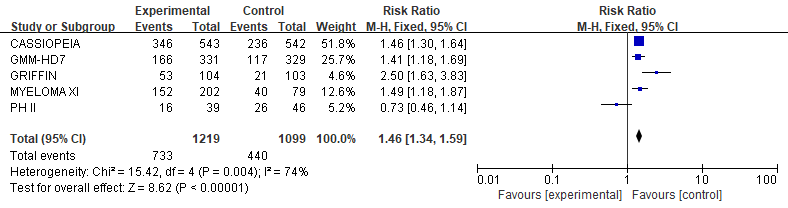 Experimental Control Risk Ratio Risk Ratio
Study or Subgroup Events Total Events Total Weight M-H, Fixed, 95% CI M-H, Fixed, 95% CI
CASSIOPEIA 346 543 236 542 51.8% 1.46 [1.30, 1.64]
GMM-HD7 166 331 117 329 25.7% 1.41 [1.18, 1.69]
GRIFFIN 53 104 21 103 4.6% 2.50 [1.63, 3.83]
MYELOMA XI 152 202 40 79 12.6% 1.49 [1.18, 1.87]
PH II 16 39 26 46 5.2% 0.73 [0.46, 1.14]
Total (95% CI) 1219 1099 100.0% 1.46 [1.34, 1.59]
Total events 733 440
Heterogeneity: Chi² = 15.42, df = 4 (P = 0.004); I² = 74%
Test for overall effect: Z = 8.62 (P < 0.00001)
0.01 0.1 1 10 100
Favours [experimental] Favours [control]